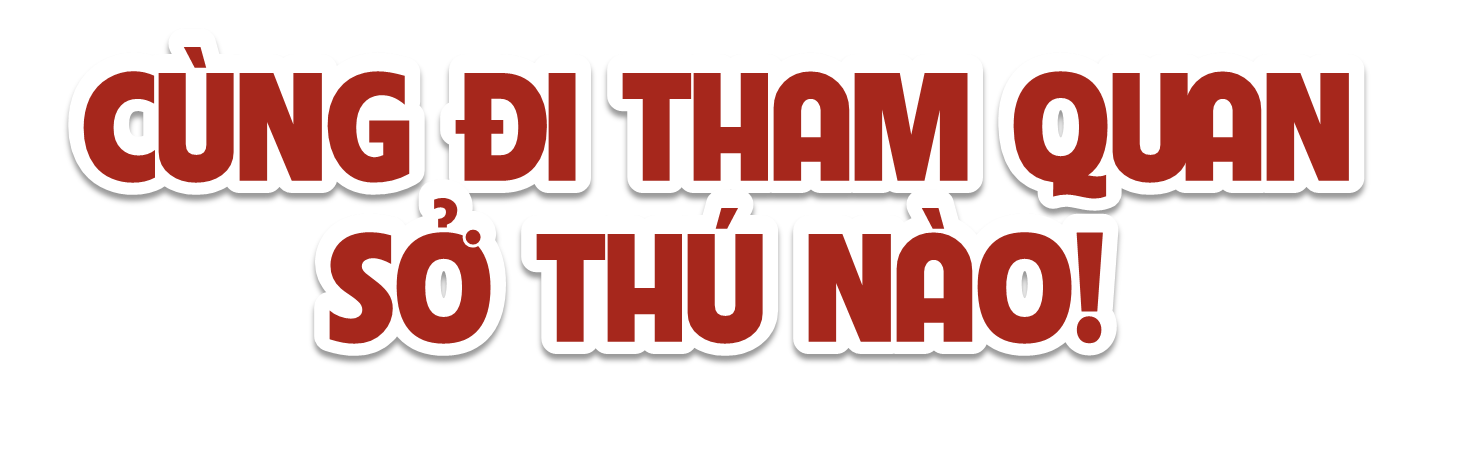 CÙNG ĐI THAM QUAN
SỞ THÚ NÀO!